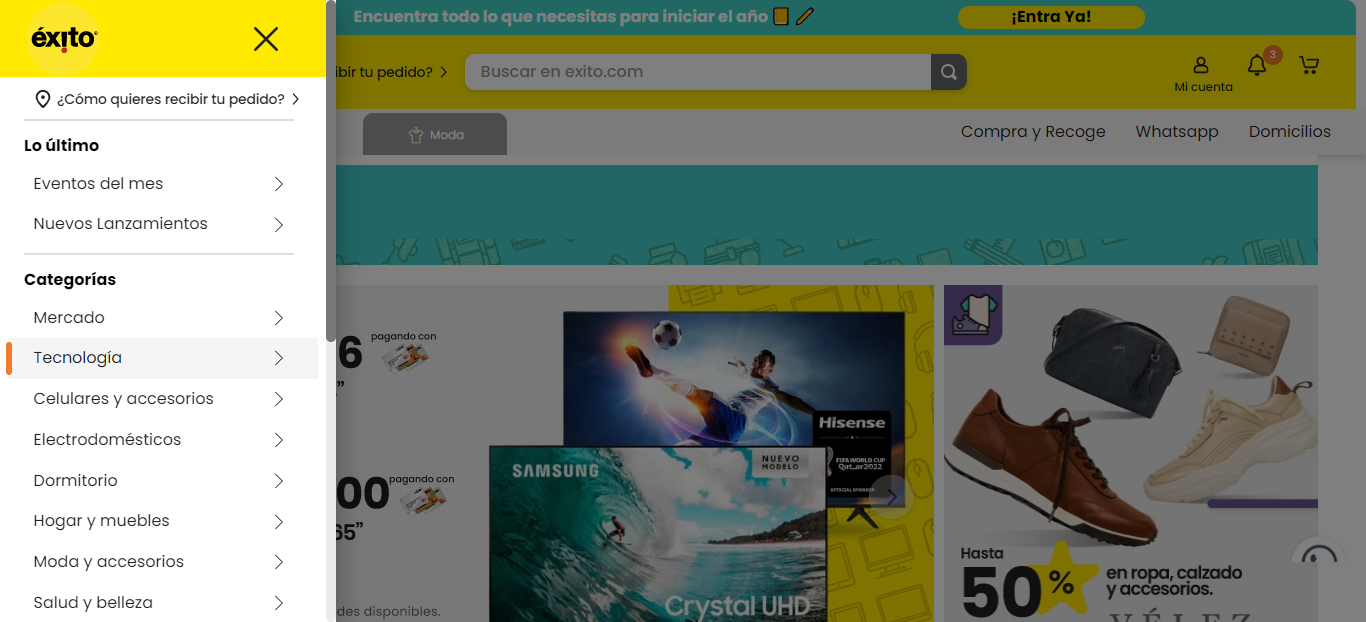 éxito
¿Cómo quieres recibir tu pedido?
Lo último
Eventos del mes
Nuevos Lanzamientos
Categorías
Mercado
Tecnología
Celulares y accesorios
Electrodomésticos
Dormitorio
Hogar y muebles
Moda y accesorios
Salud y belleza
Encuentra todo lo que necesitas para iniciar el año
¡Entra Ya!
ibir tu pedido?
Buscar en exito.com
Mi cuenta
3
Moda
Compra y Recoge
Whatsapp
Domicilios
6
pagando con
”
00
pagando con
65”
des disponibles.
Hisense
FIFA WORLD CUP
Qatar2022
OFFICIAL SPONSOR
SAMSUNG
NUEVO
MODELO
Crystal UHD
Hasta
50%
en ropa, calzado
y accesorios.
VÉLEZ